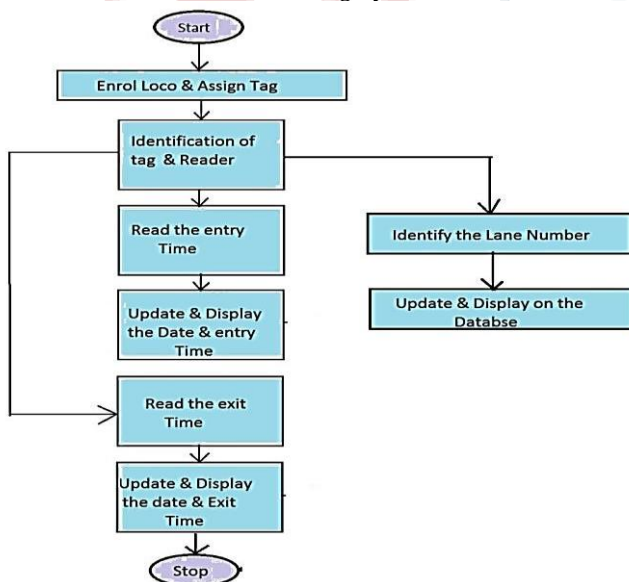 Start
Enrol Loco & Assign Tag
Identification of
tag & Reader
Read the entry
Time
Update & Display
the Date & entry
Time
Read the exit
Time
Update & Display
the date & Exit
Time
Stop
Identify the Lane Number
Update & Display on the
Databse